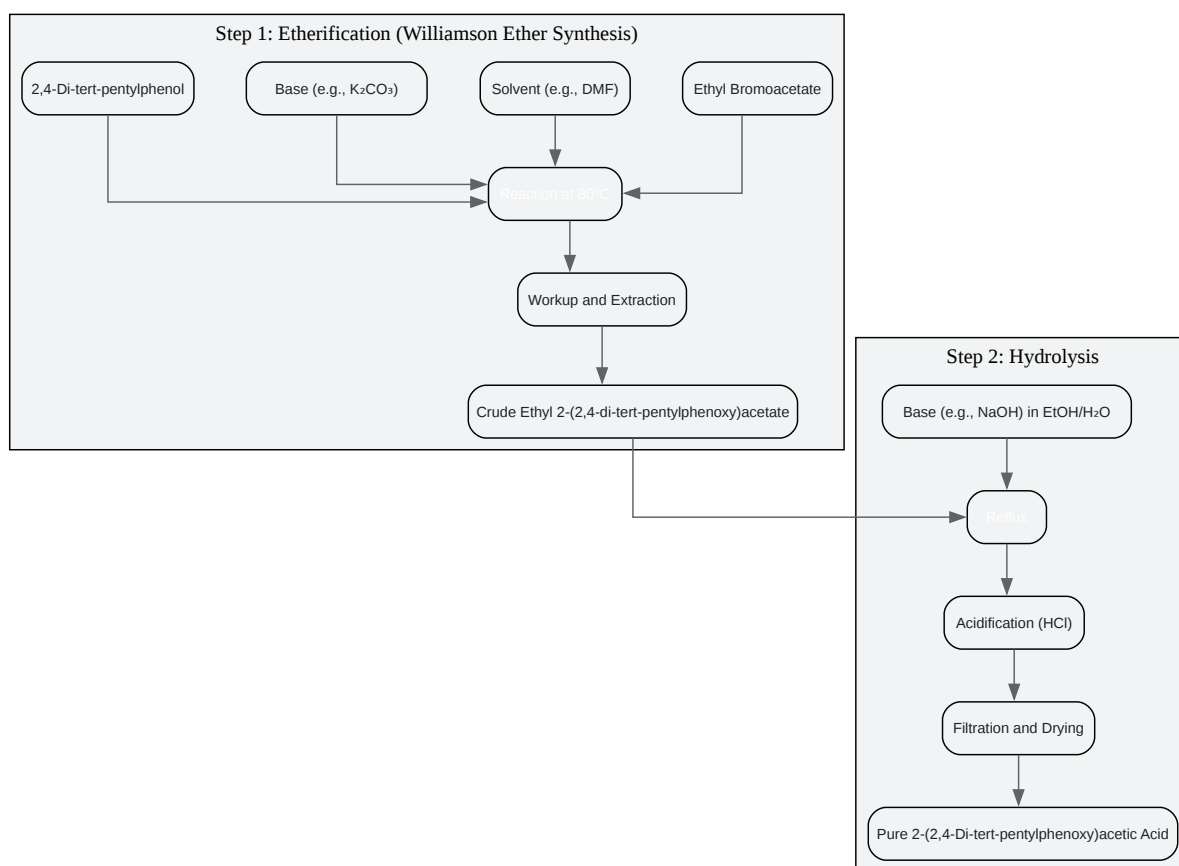 Step 1: Etherification (Williamson Ether Synthesis)
2,4-Di-tert-pentylphenol
Base (e.g., K₂CO₃)
Solvent (e.g., DMF)
Ethyl Bromoacetate
Reaction at 80°C
Workup and Extraction
Crude Ethyl 2-(2,4-di-tert-pentylphenoxy)acetate
Step 2: Hydrolysis
Base (e.g., NaOH) in EtOH/H₂O
Reflux
Acidification (HCl)
Filtration and Drying
Pure 2-(2,4-Di-tert-pentylphenoxy)acetic Acid